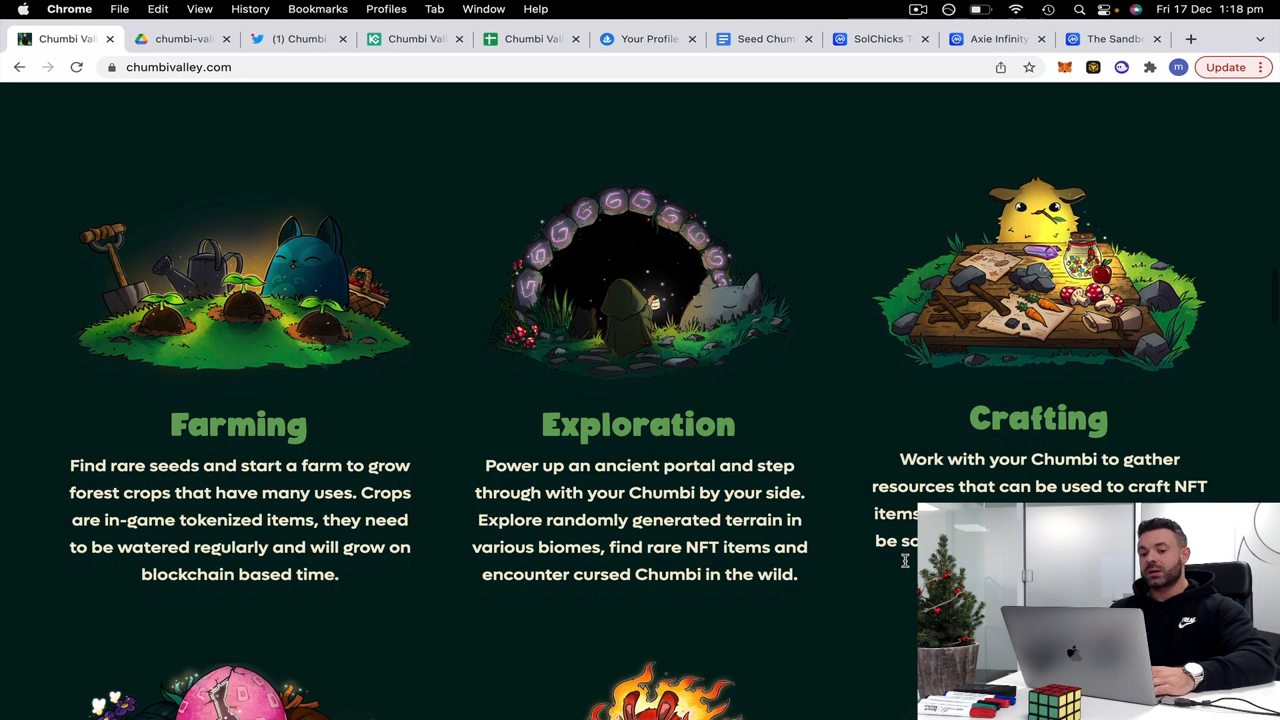 Chrome File Edit View History Bookmarks Profiles Tab Window Help Fri 17 Dec 1:18 pm
Chumbi Val chumbi-vall (1) Chumbi Chumbi Val Chumbi Val Your Profile Seed Chum SolChicks T Axie Infinity The Sandb
chumbivalley.com m Update
Farming
Find rare seeds and start a farm to grow
forest crops that have many uses. Crops
are in-game tokenized items, they need
to be watered regularly and will grow on
blockchain based time.
Exploration
Power up an ancient portal and step
through with your Chumbi by your side.
Explore randomly generated terrain in
various biomes, find rare NFT items and
encounter cursed Chumbi in the wild.
Crafting
Work with your Chumbi to gather
resources that can be used to craft NFT
items
be so